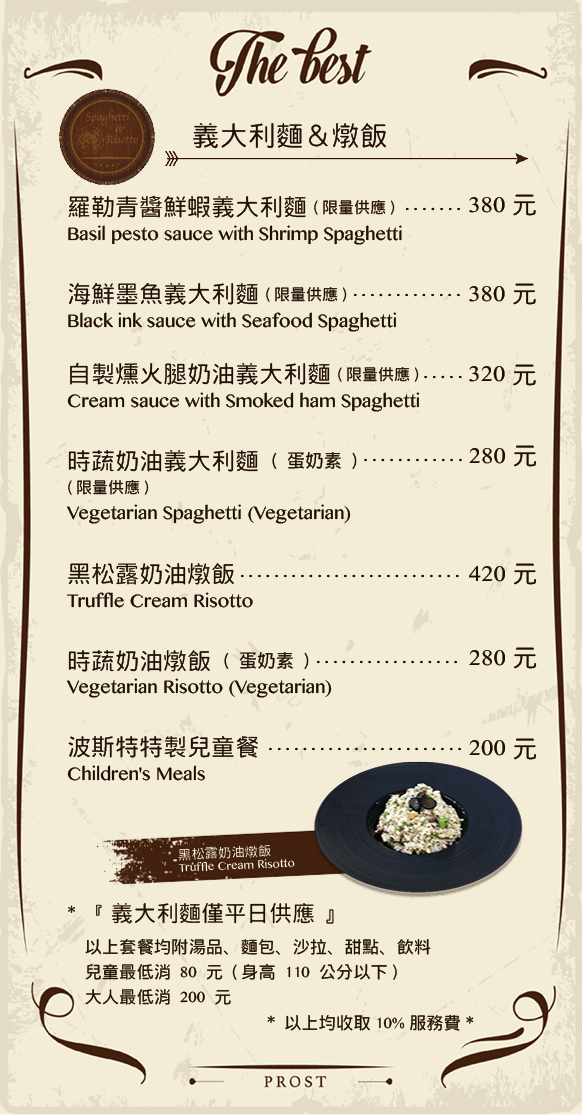 The best
Spaghetti
&
Risotto
義大利麵＆燉飯
羅勒青醬鮮蝦義大利麵（限量供應）······· 380 元
Basil pesto sauce with Shrimp Spaghetti
海鮮墨魚義大利麵（限量供應）············· 380 元
Black ink sauce with Seafood Spaghetti
自製燻火腿奶油義大利麵（限量供應）····· 320 元
Cream sauce with Smoked ham Spaghetti
時蔬奶油義大利麵（ 蛋奶素 ）············ 280 元
（限量供應）
Vegetarian Spaghetti (Vegetarian)
黑松露奶油燉飯··························· 420 元
Truffle Cream Risotto
時蔬奶油燉飯（ 蛋奶素 ）·················· 280 元
Vegetarian Risotto (Vegetarian)
波斯特特製兒童餐 ························ 200 元
Children's Meals
黑松露奶油燉飯
Truffle Cream Risotto
* 『 義大利麵僅平日供應 』
以上套餐均附湯品、麵包、沙拉、甜點、飲料
兒童最低消 80 元（身高 110 公分以下）
大人最低消 200 元
* 以上均收取 10% 服務費 *
PROST